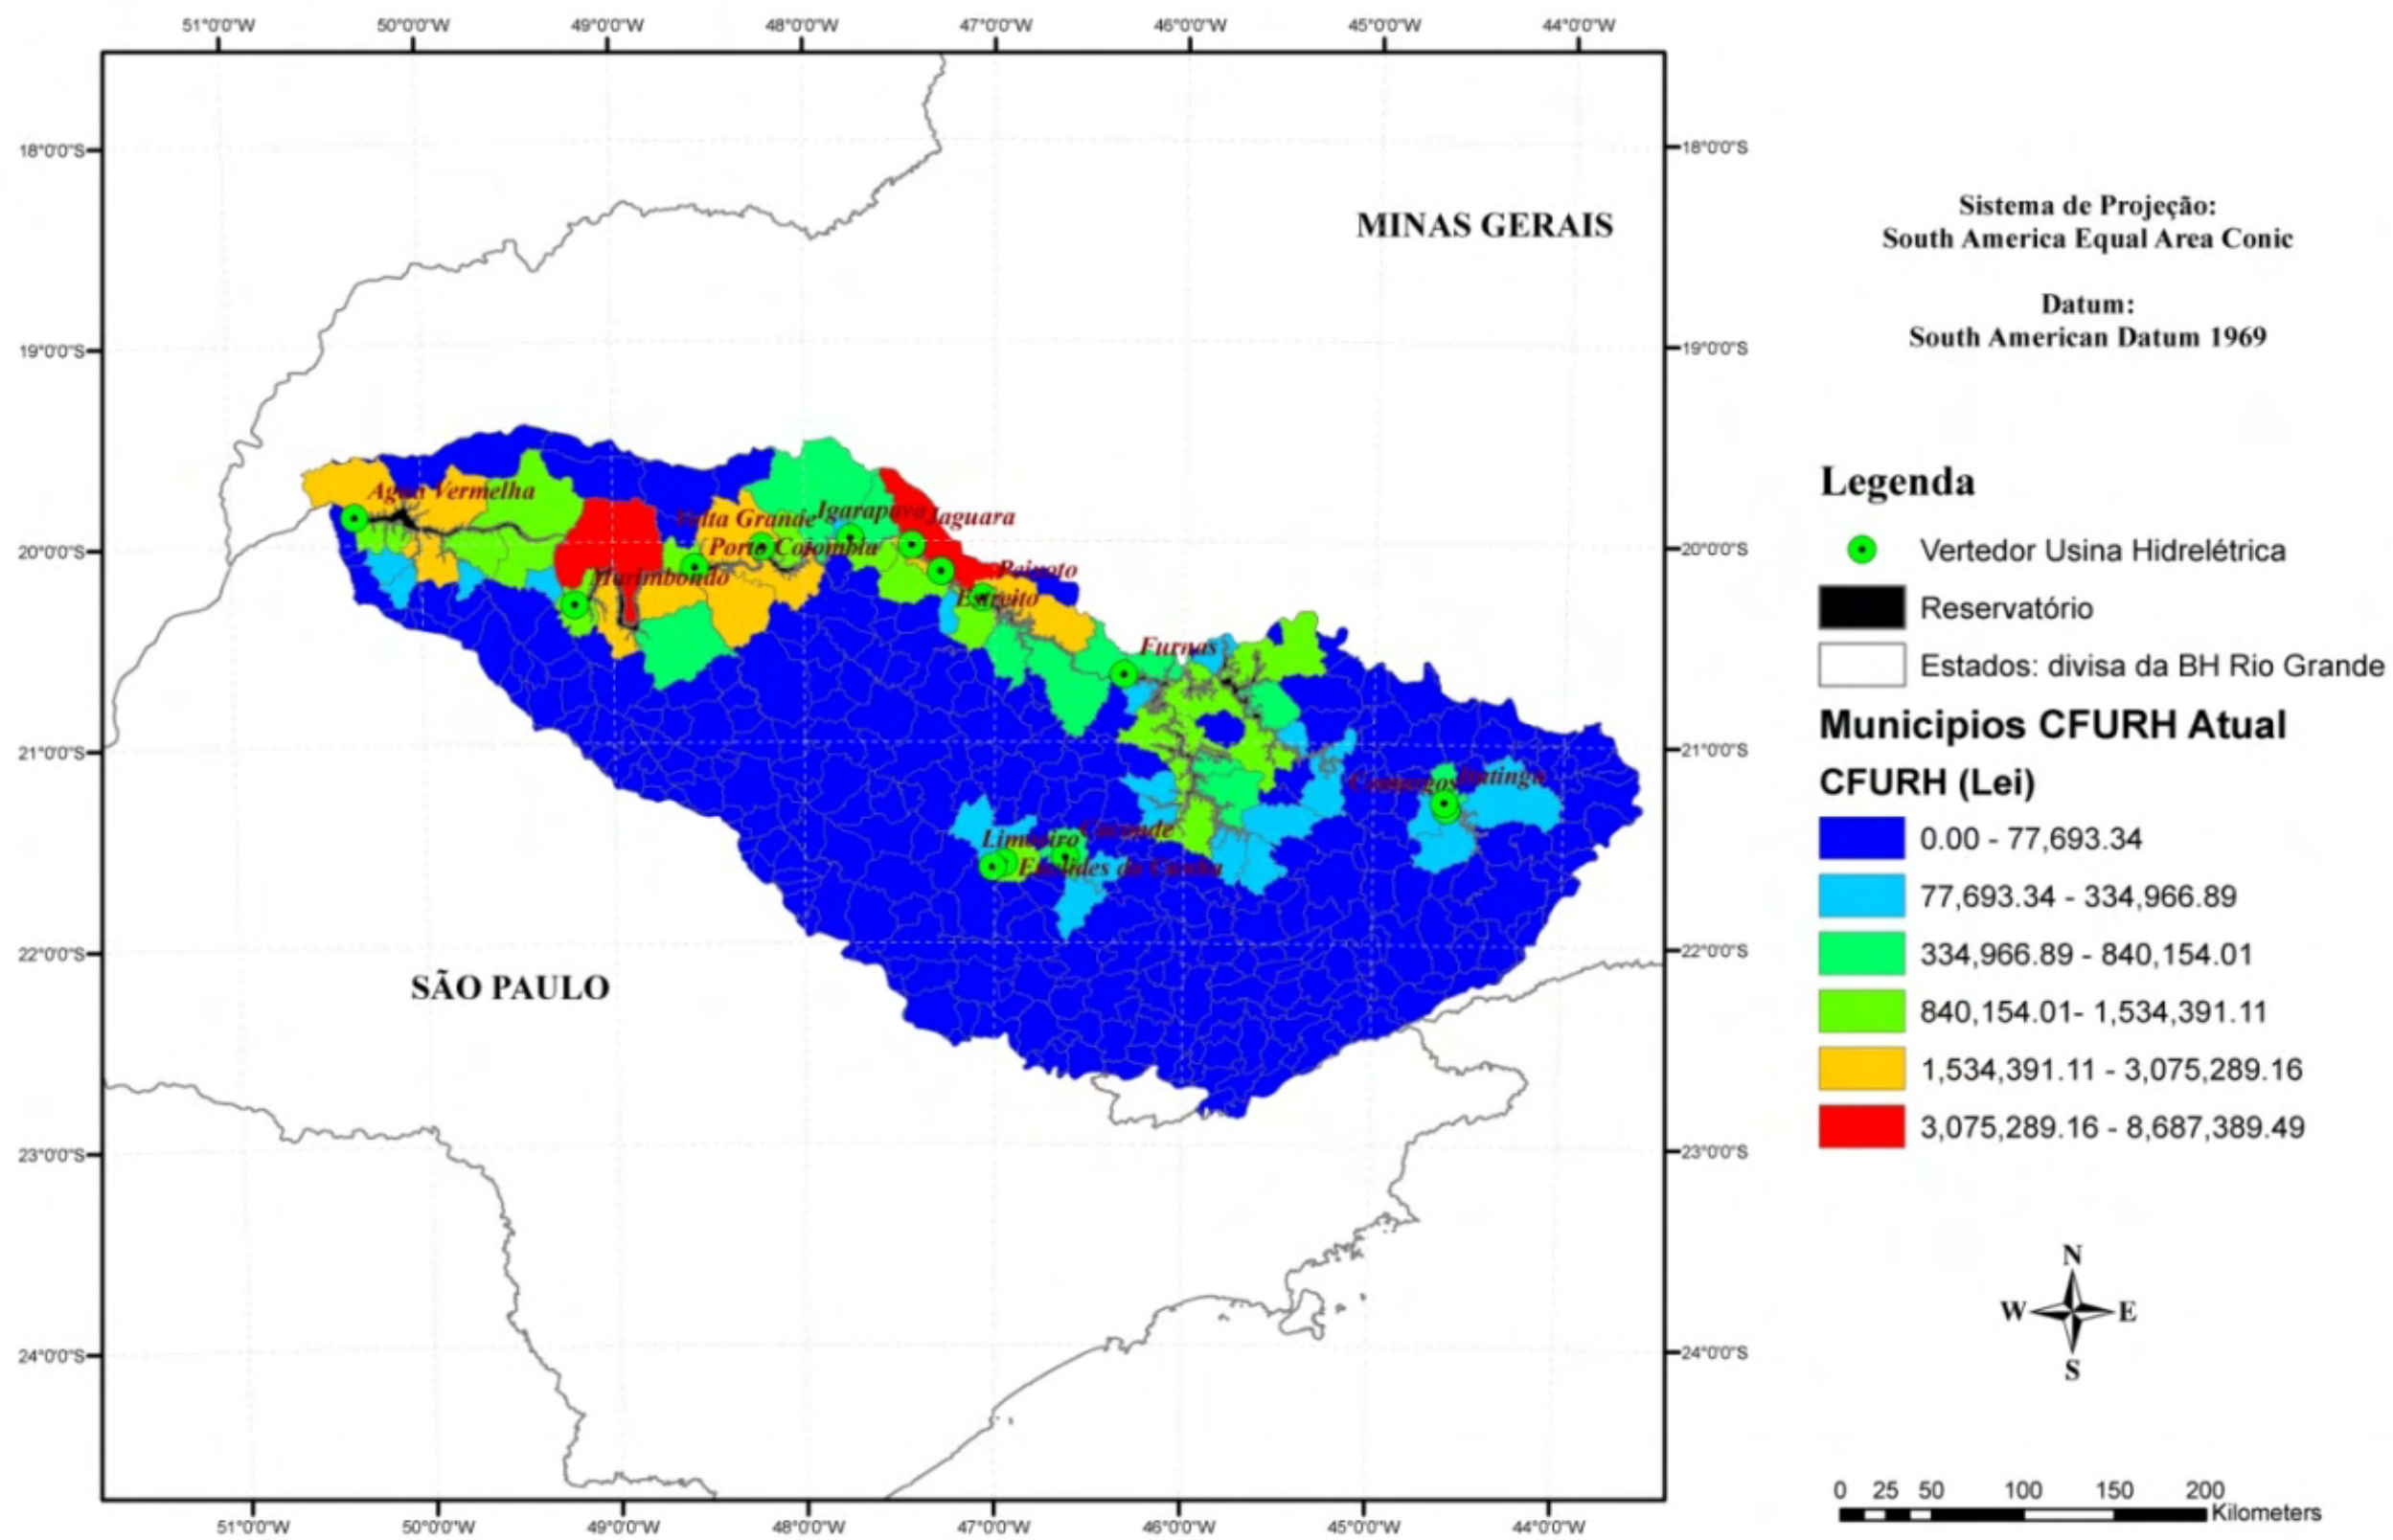 51°0'0"W 50°0'0"W 49°0'0"W 48°0'0"W 47°0'0"W 46°0'0"W 45°0'0"W 44°0'0"W
18°0'0"S 18°0'0"S
19°0'0"S 19°0'0"S
20°0'0"S 20°0'0"S
21°0'0"S 21°0'0"S
22°0'0"S 22°0'0"S
23°0'0"S 23°0'0"S
24°0'0"S 24°0'0"S
51°0'0"W 50°0'0"W 49°0'0"W 48°0'0"W 47°0'0"W 46°0'0"W 45°0'0"W 44°0'0"W
MINAS GERAIS
SÃO PAULO
Agua Vermelha
Volta Grande
Igarapava
Jaguara
Porto Colombia
Marimbondo
Peixoto
Estreito
Furnas
Camargos
Itutinga
Limoeiro
Caconde
Euclides da Cunha
Sistema de Projeção:
South America Equal Area Conic
Datum:
South American Datum 1969
Legenda
Vertedor Usina Hidrelétrica
Reservatório
Estados: divisa da BH Rio Grande
Municipios CFURH Atual
CFURH (Lei)
0.00 - 77,693.34
77,693.34 - 334,966.89
334,966.89 - 840,154.01
840,154.01- 1,534,391.11
1,534,391.11 - 3,075,289.16
3,075,289.16 - 8,687,389.49
N
W E
S
0 25 50 100 150 200
Kilometers